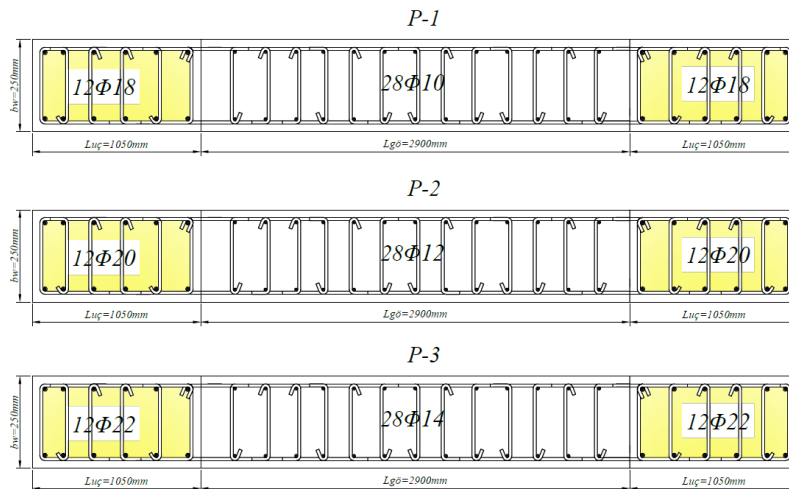 P-1
bw=250mm
12Φ18
28Φ10
12Φ18
Luç=1050mm
Lgö=2900mm
Luç=1050mm
P-2
bw=250mm
12Φ20
28Φ12
12Φ20
Luç=1050mm
Lgö=2900mm
Luç=1050mm
P-3
bw=250mm
12Φ22
28Φ14
12Φ22
Luç=1050mm
Lgö=2900mm
Luç=1050mm